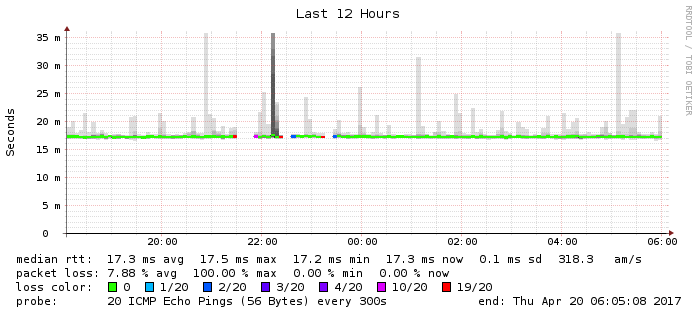 Last 12 Hours
RRDTOOL / TOBI OETIKER
Seconds
35 m
30 m
25 m
20 m
15 m
10 m
5 m
0
20:00 22:00 00:00 02:00 04:00 06:00
median rtt: 17.3 ms avg 17.5 ms max 17.2 ms min 17.3 ms now 0.1 ms sd 318.3 am/s
packet loss: 7.88 % avg 100.00 % max 0.00 % min 0.00 % now
loss color: 0 1/20 2/20 3/20 4/20 10/20 19/20
probe: 20 ICMP Echo Pings (56 Bytes) every 300s end: Thu Apr 20 06:05:08 2017